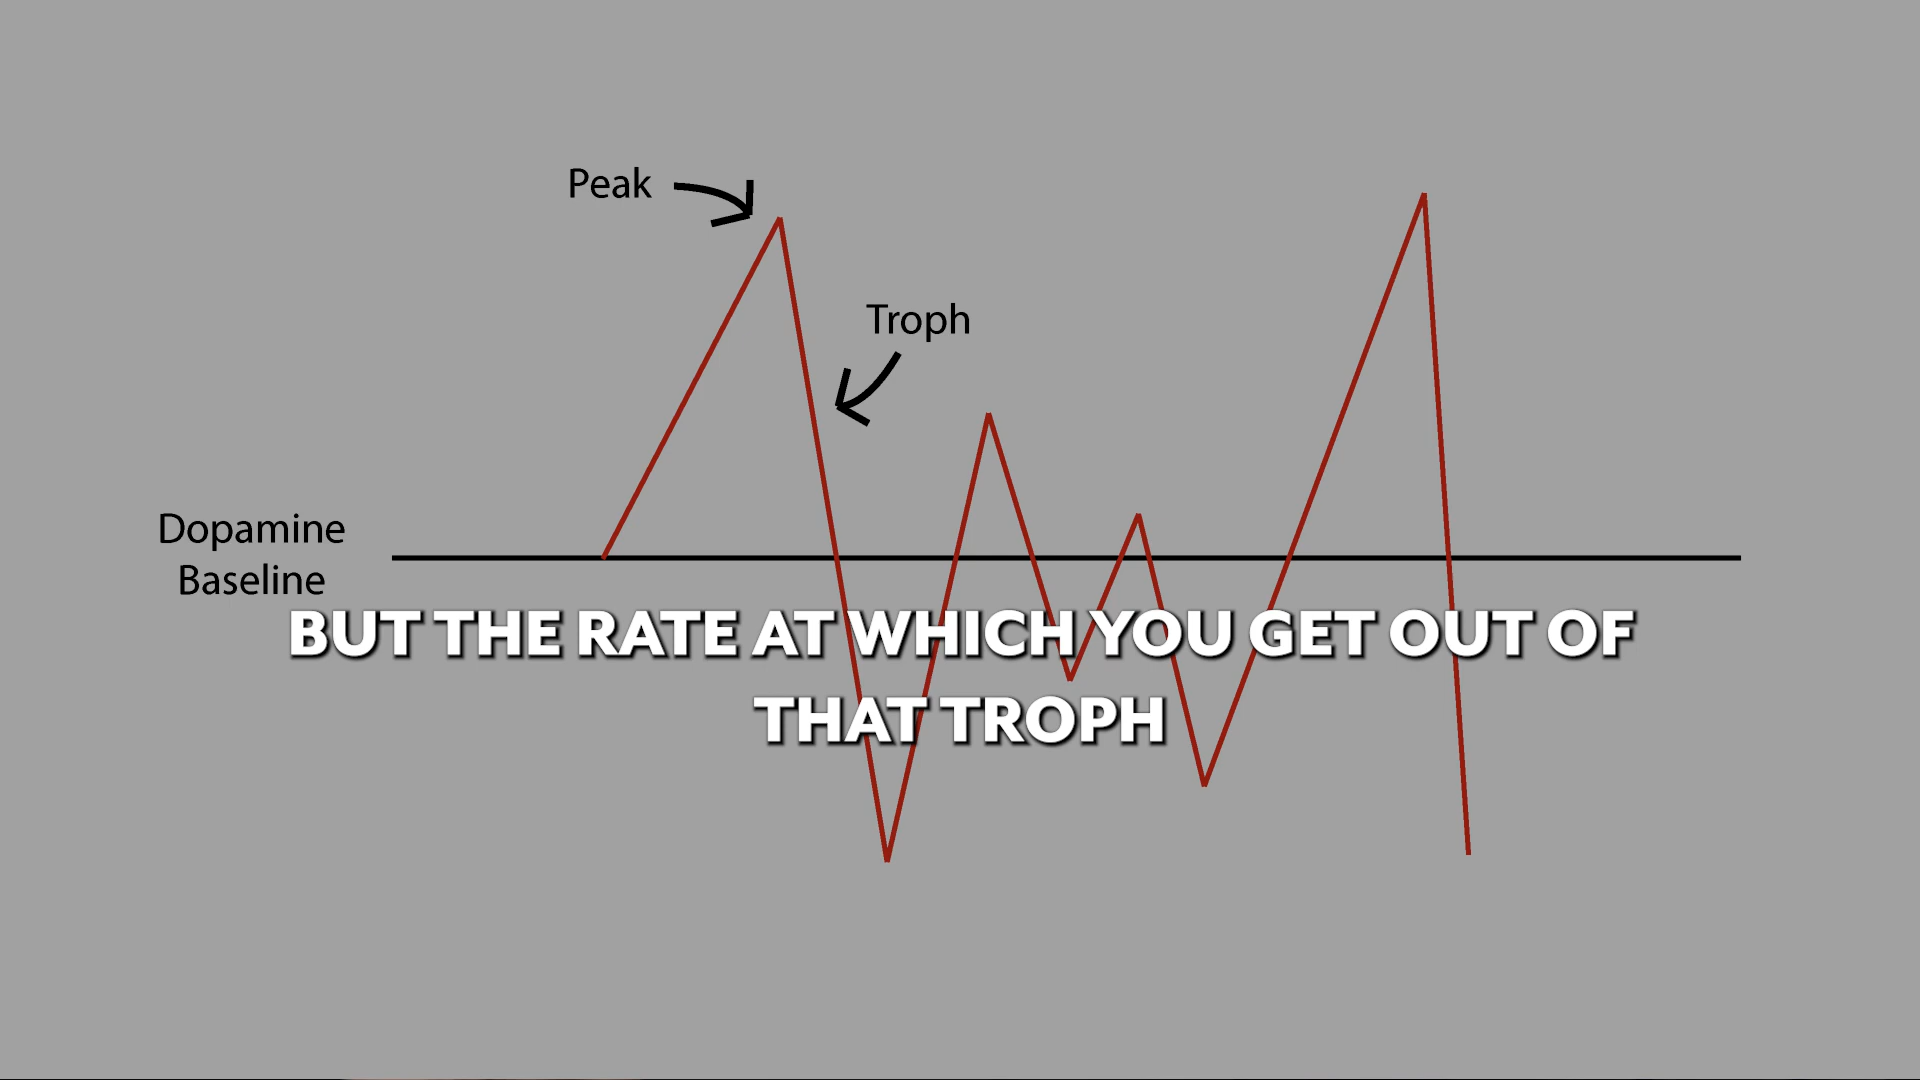 Peak
Troph
Dopamine
Baseline
BUT THE RATE AT WHICH YOU GET OUT OF
THAT TROPH